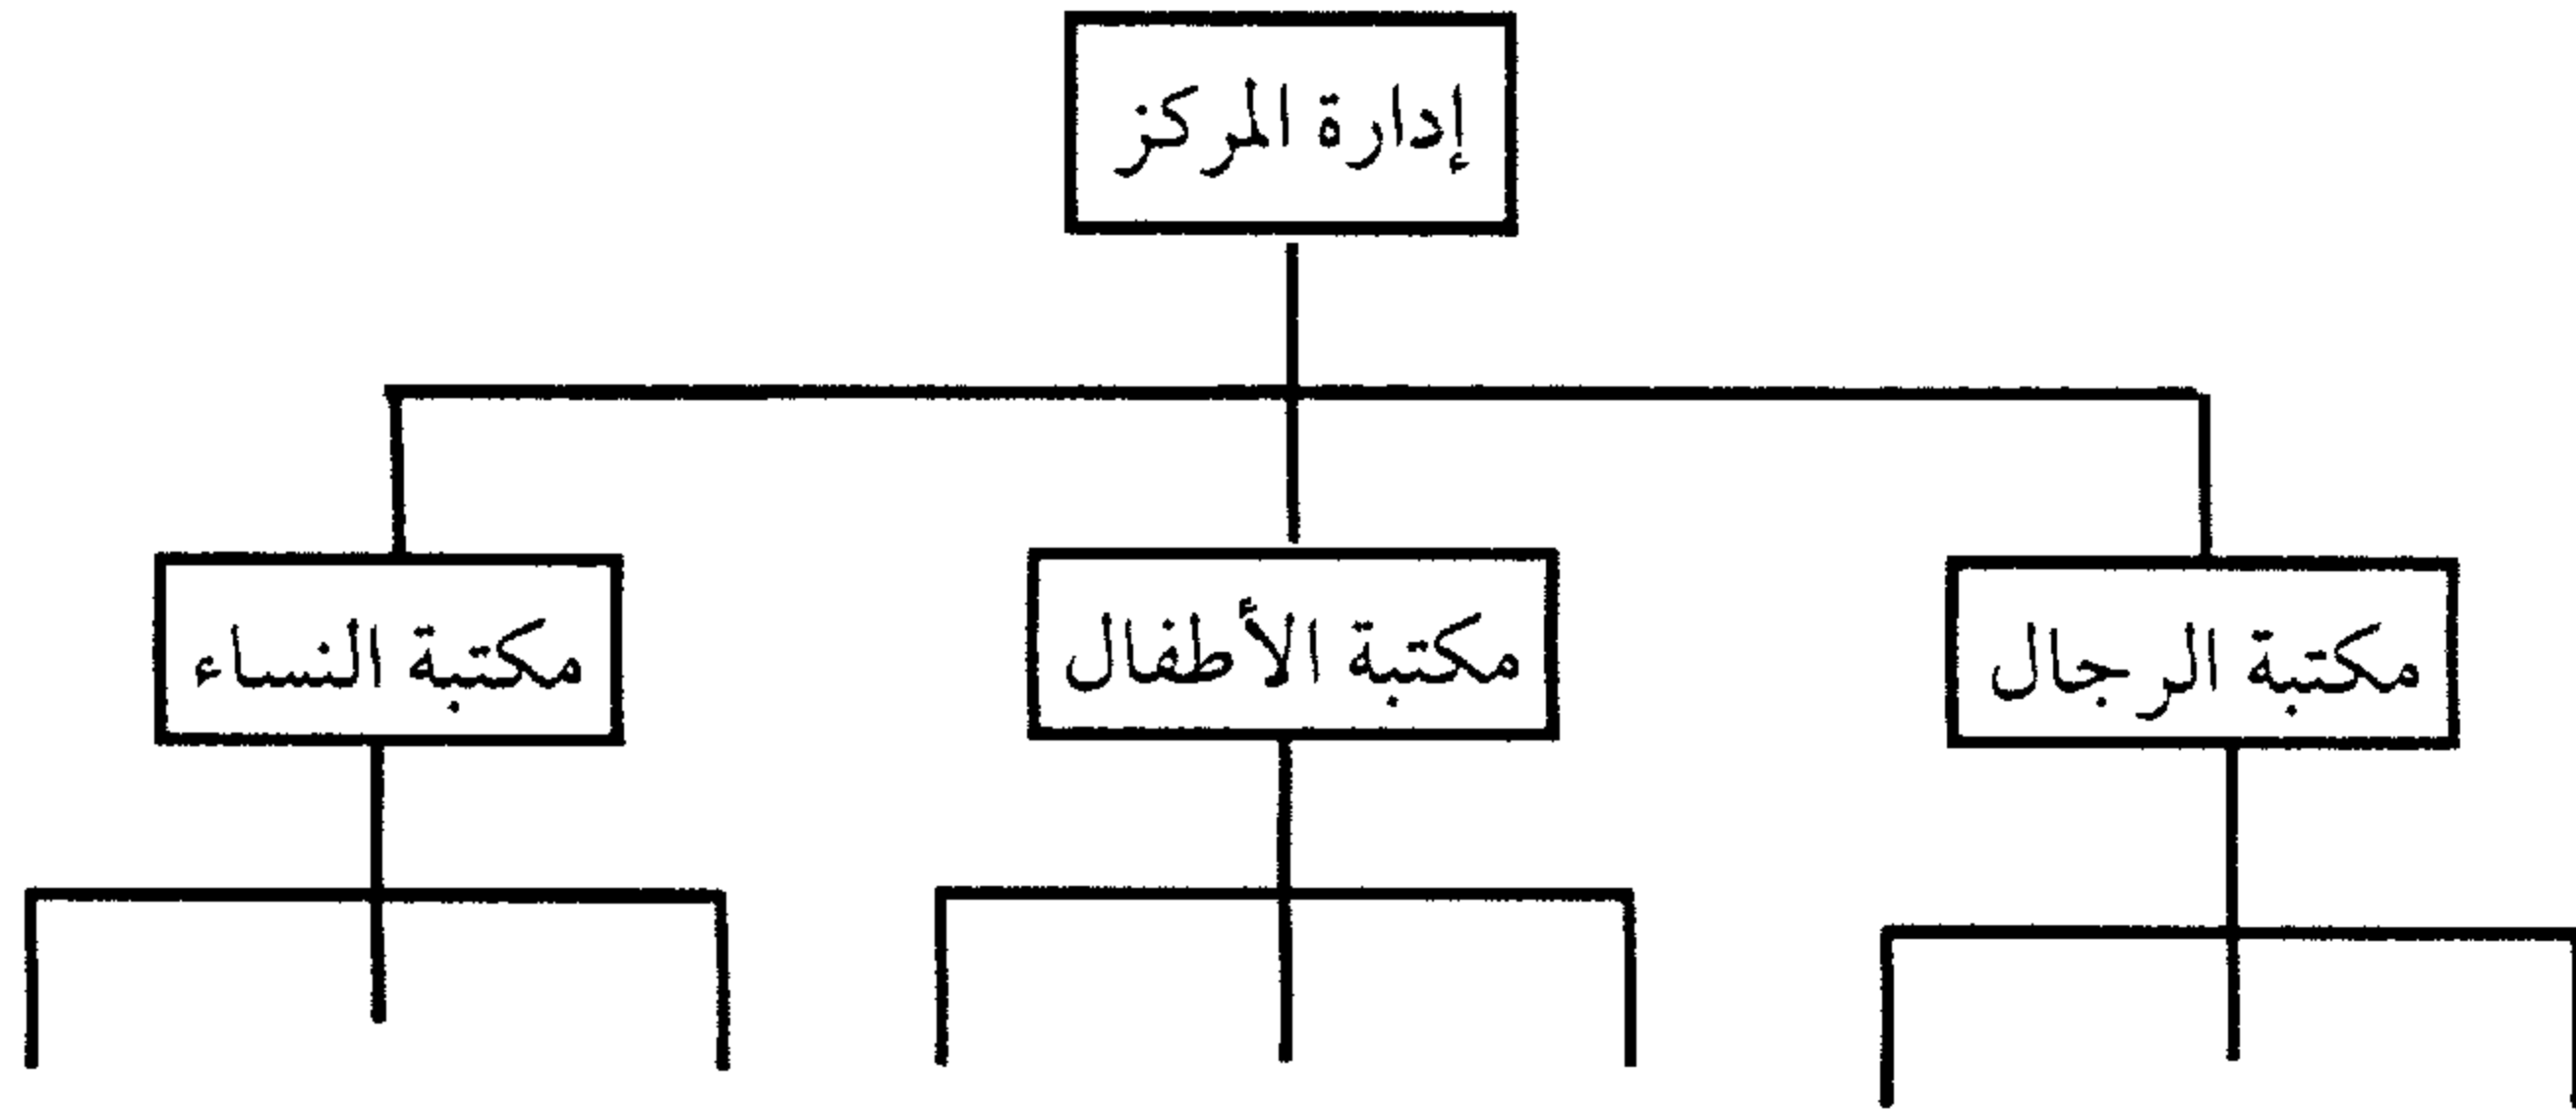 إدارة المركز
مكتبة الرجال
مكتبة الأطفال
مكتبة النساء